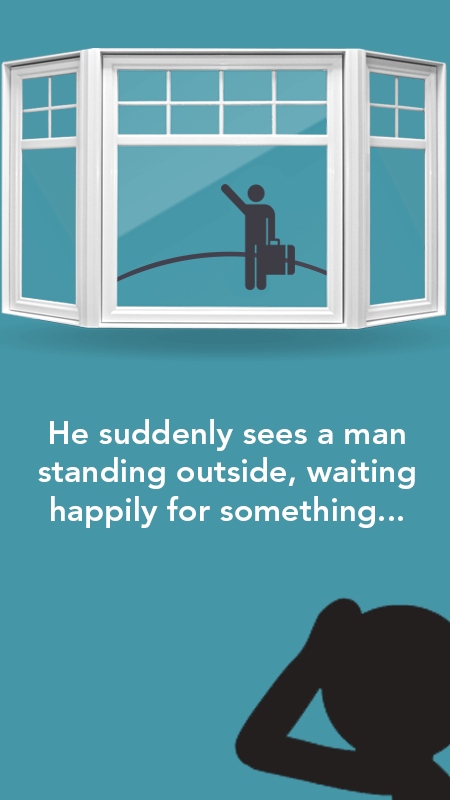 He suddenly sees a man
standing outside, waiting
happily for something...